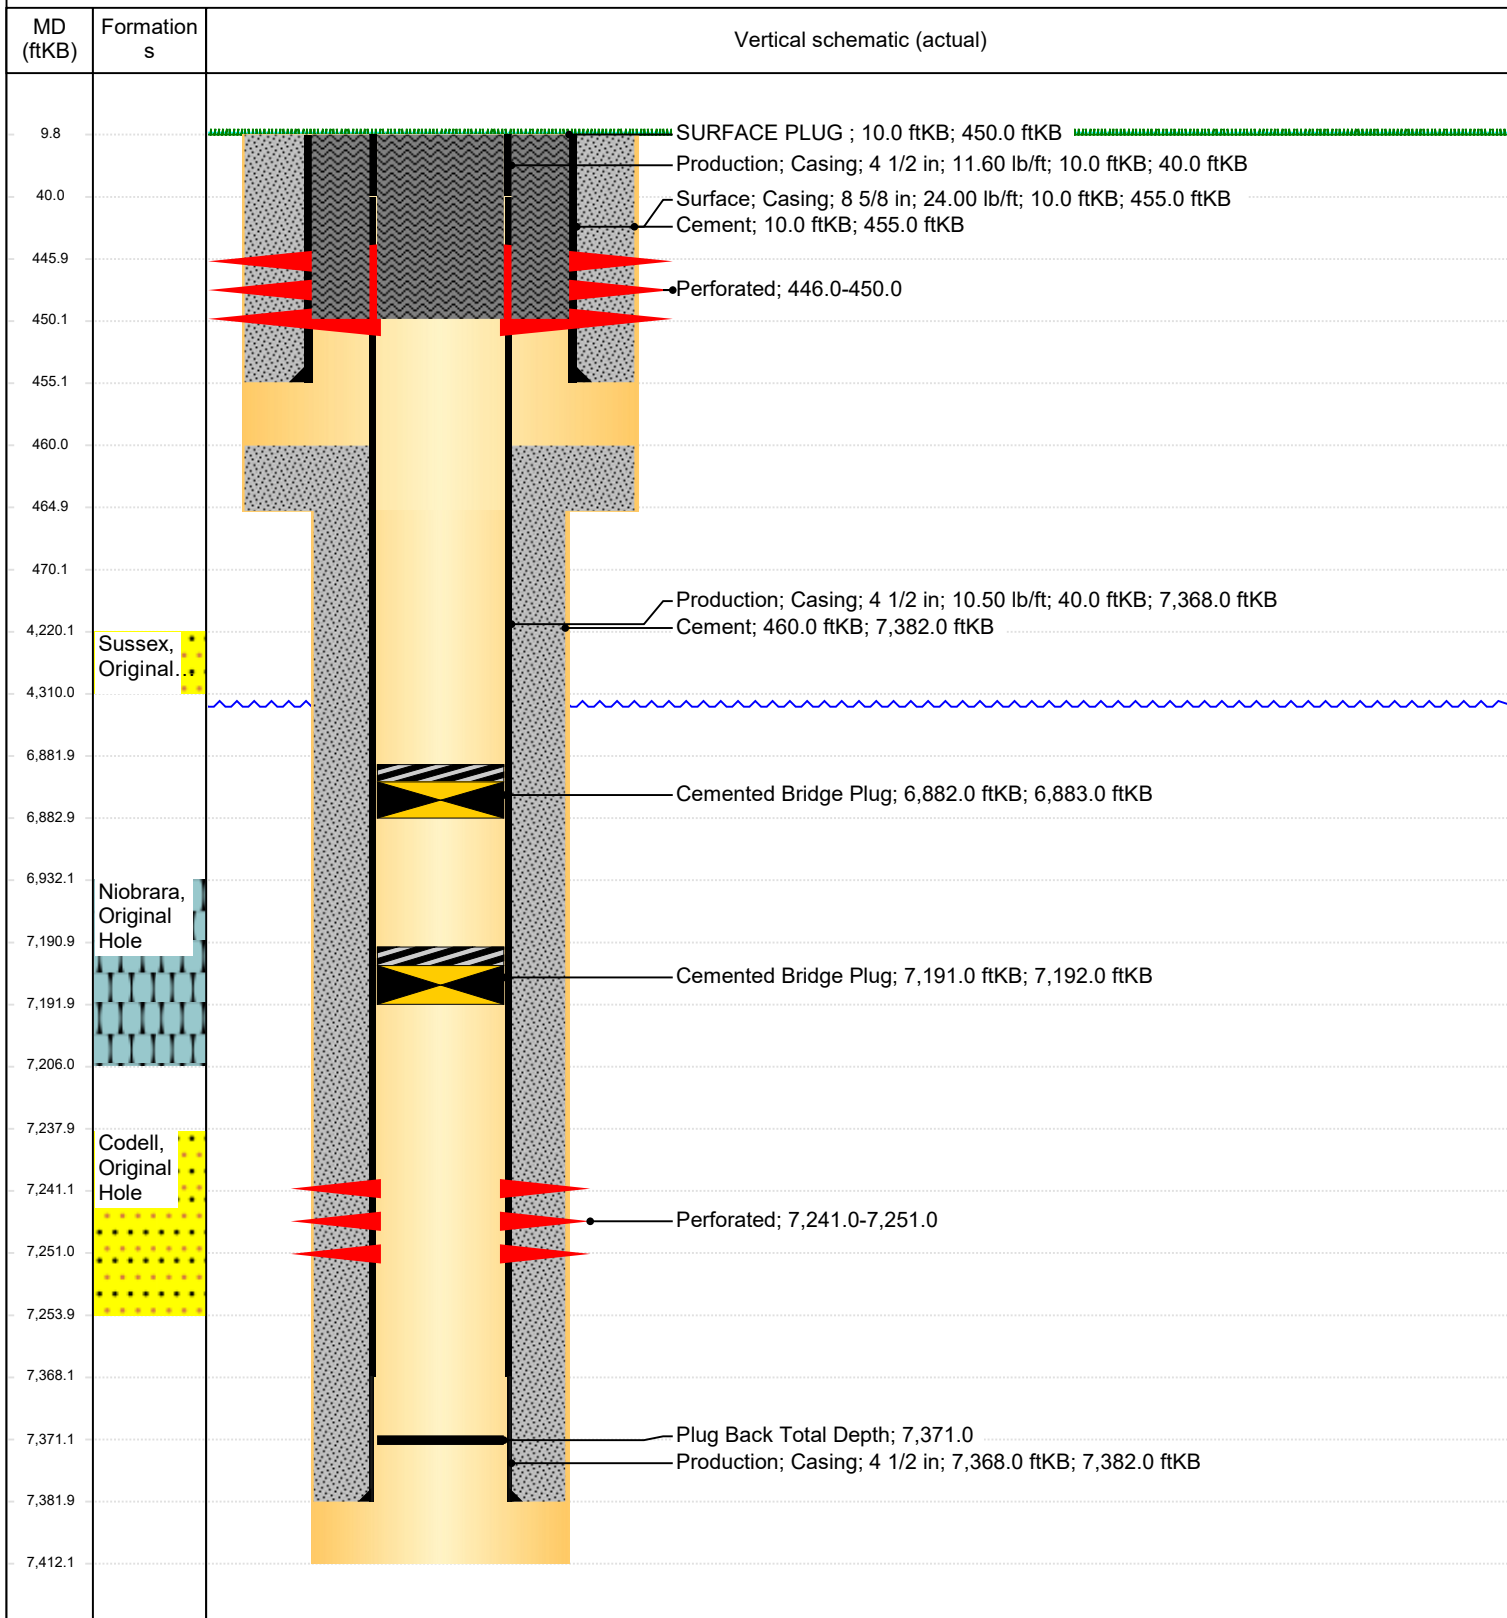 MD
(ftKB)
Formation
s
Vertical schematic (actual)
9.8
SURFACE PLUG ; 10.0 ftKB; 450.0 ftKB
Production; Casing; 4 1/2 in; 11.60 lb/ft; 10.0 ftKB; 40.0 ftKB
40.0
Surface; Casing; 8 5/8 in; 24.00 lb/ft; 10.0 ftKB; 455.0 ftKB
Cement; 10.0 ftKB; 455.0 ftKB
445.9
Perforated; 446.0-450.0
450.1
455.1
460.0
464.9
470.1
Production; Casing; 4 1/2 in; 10.50 lb/ft; 40.0 ftKB; 7,368.0 ftKB
Cement; 460.0 ftKB; 7,382.0 ftKB
4,220.1
Sussex,
Original...
4,310.0
6,881.9
Cemented Bridge Plug; 6,882.0 ftKB; 6,883.0 ftKB
6,882.9
6,932.1
Niobrara,
Original
Hole
7,190.9
Cemented Bridge Plug; 7,191.0 ftKB; 7,192.0 ftKB
7,191.9
7,206.0
7,237.9
Codell,
Original
Hole
7,241.1
Perforated; 7,241.0-7,251.0
7,251.0
7,253.9
7,368.1
Plug Back Total Depth; 7,371.0
7,371.1
Production; Casing; 4 1/2 in; 7,368.0 ftKB; 7,382.0 ftKB
7,381.9
7,412.1